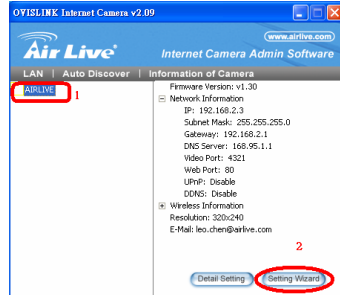 OVISLINK Internet Camera v2.09
Air Live
www.airlive.com
Internet Camera Admin Software
LAN | Auto Discover | Information of Camera
AIRLIVE
1
Firmware Version: v1.30
Network Information
IP: 192.168.2.3
Subnet Mask: 255.255.255.0
Gateway: 192.168.2.1
DNS Server: 168.95.1.1
Video Port: 4321
Web Port: 80
UPnP: Disable
DDNS: Disable
Wireless Information
Resolution: 320x240
E-Mail: leo.chen@airlive.com
2
Detail Setting
Setting Wizard